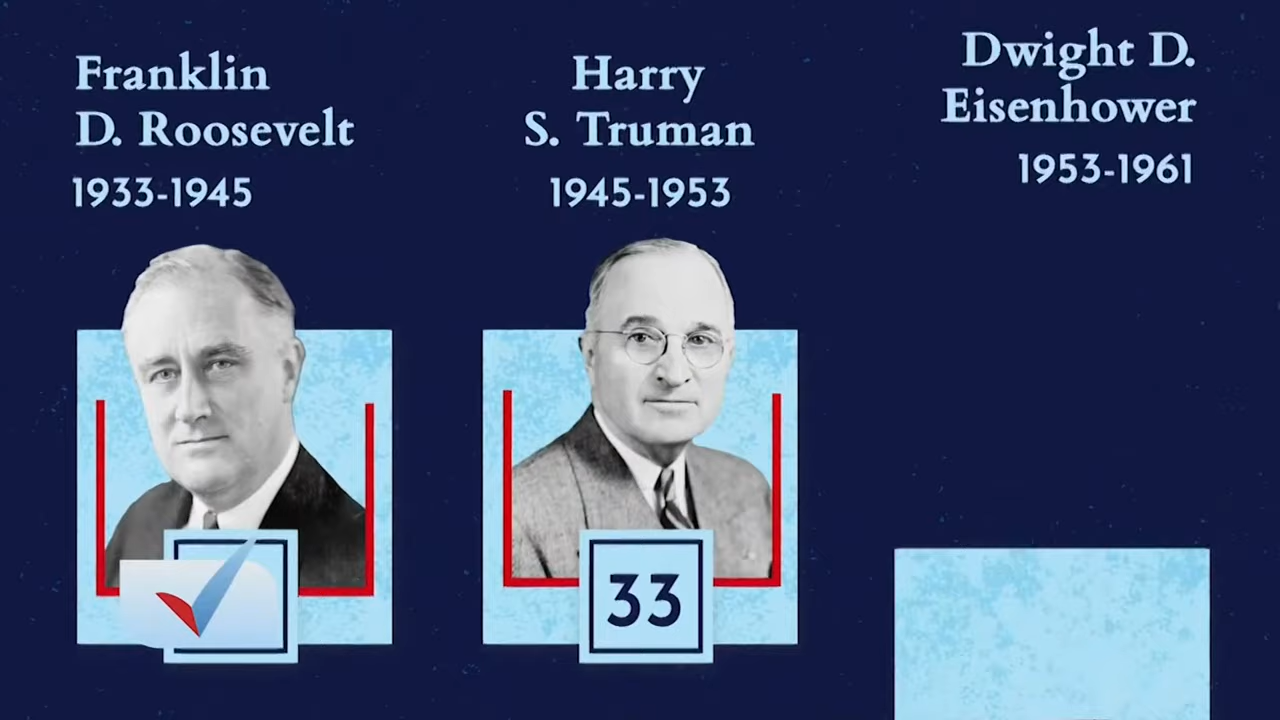 Franklin
D. Roosevelt
1933-1945
Harry
S. Truman
1945-1953
33
Dwight D.
Eisenhower
1953-1961